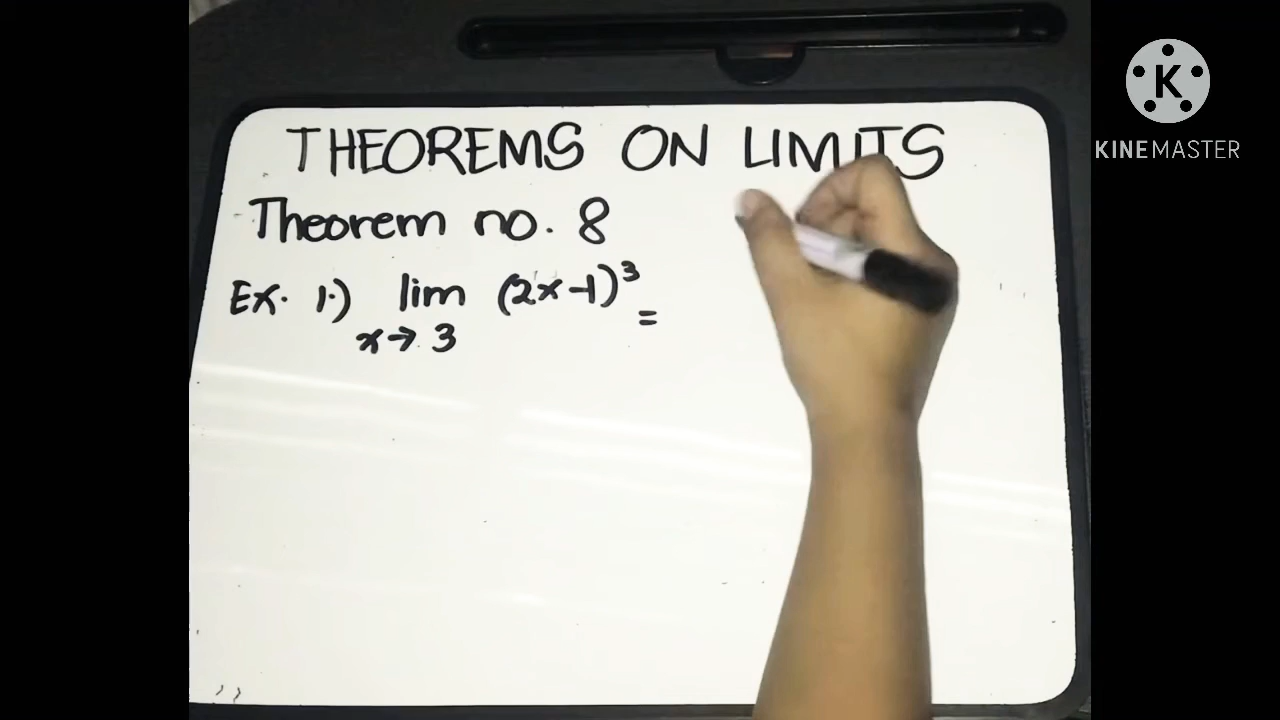 THEOREMS ON LIMITS
Theorem no. 8
Ex. 1.) lim (2x-1)³ =
x→3
K
KINEMASTER